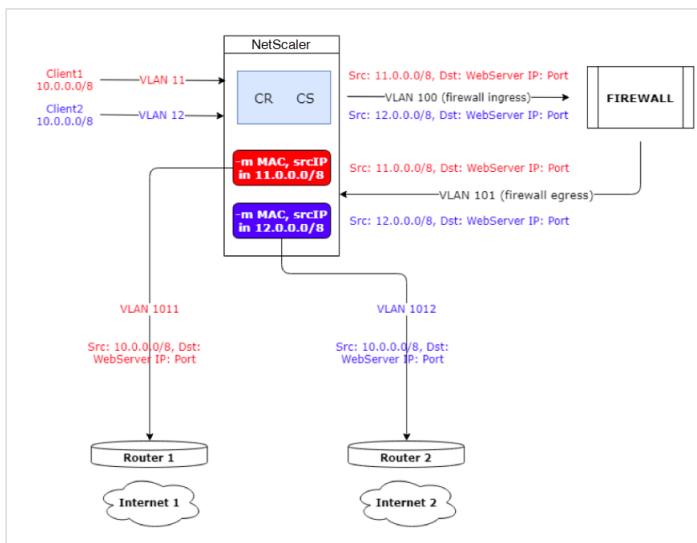 NetScaler
Client1
10.0.0.0/8
VLAN 11
Client2
10.0.0.0/8
VLAN 12
CR CS
Src: 11.0.0.0/8, Dst: WebServer IP: Port
VLAN 100 (firewall ingress)
Src: 12.0.0.0/8, Dst: WebServer IP: Port
FIREWALL
-m MAC, srcIP
in 11.0.0.0/8
Src: 11.0.0.0/8, Dst: WebServer IP: Port
VLAN 101 (firewall egress)
-m MAC, srcIP
in 12.0.0.0/8
Src: 12.0.0.0/8, Dst: WebServer IP: Port
VLAN 1011
VLAN 1012
Src: 10.0.0.0/8, Dst:
WebServer IP: Port
Src: 10.0.0.0/8, Dst:
WebServer IP: Port
Router 1
Router 2
Internet 1
Internet 2